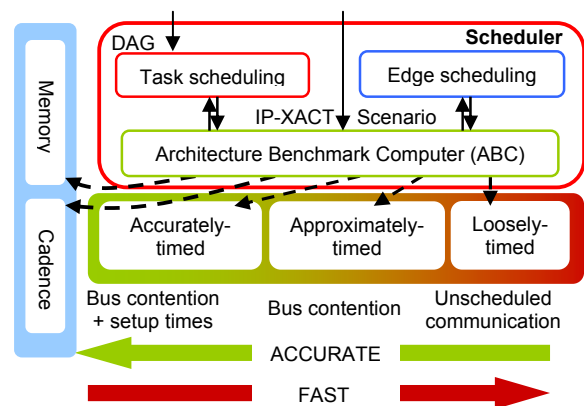 DAG
Scheduler
Task scheduling
Edge scheduling
IP-XACT Scenario
Architecture Benchmark Computer (ABC)
Memory
Cadence
Accurately-
timed
Approximately-
timed
Loosely-
timed
Bus contention
+ setup times
Bus contention
Unscheduled
communication
ACCURATE
FAST